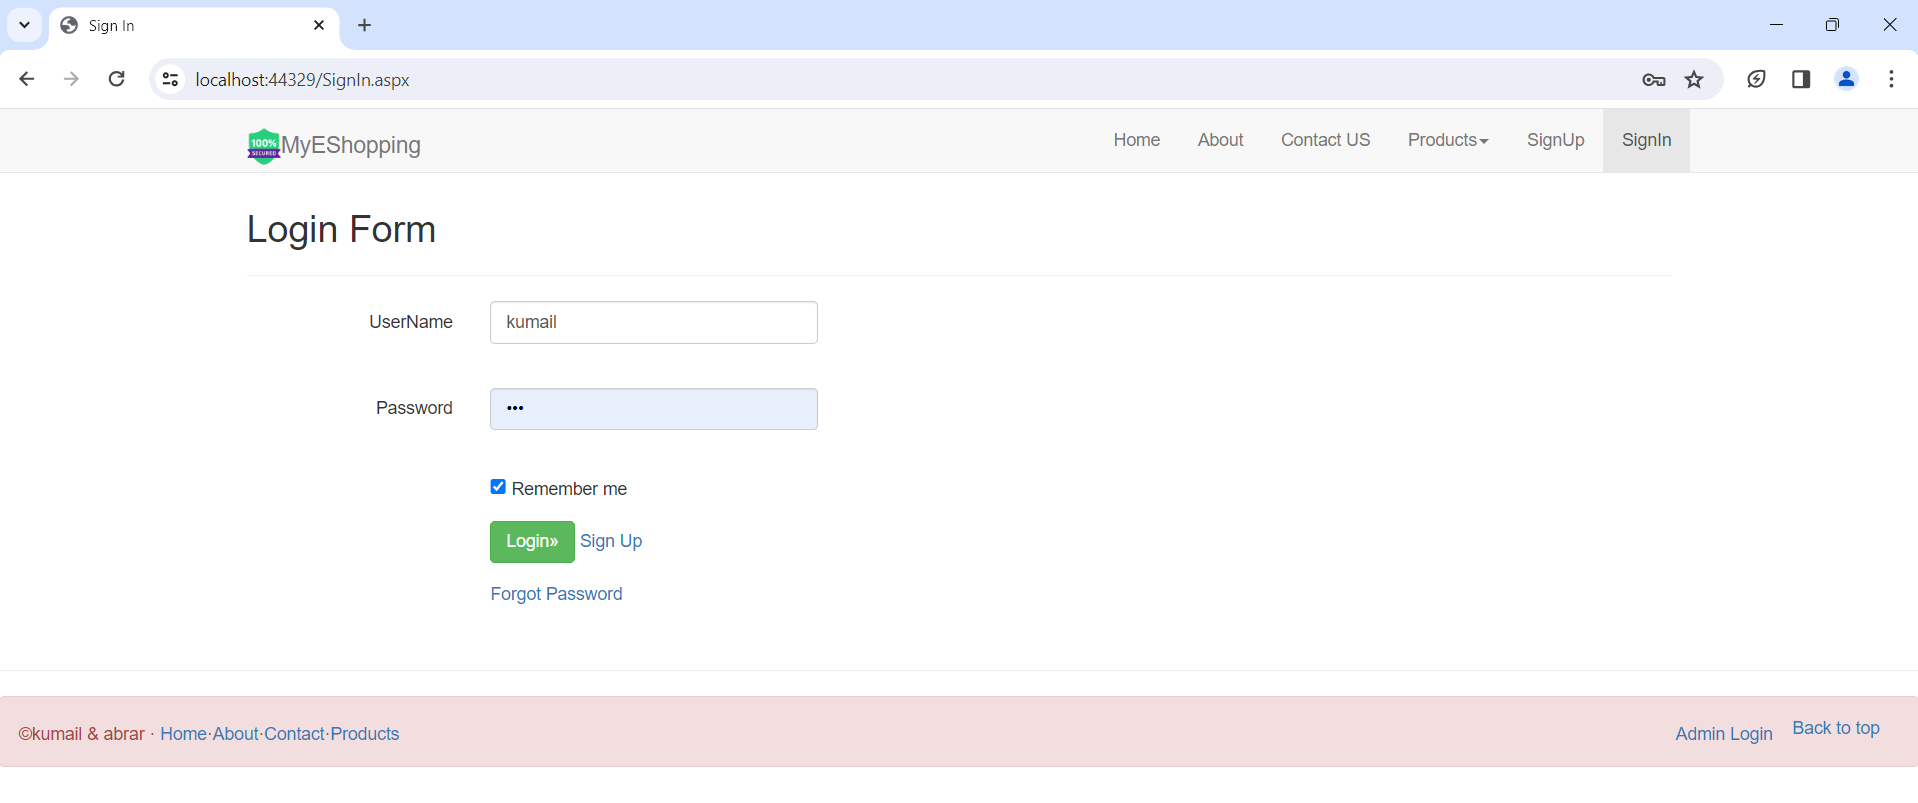 Sign In
localhost:44329/SignIn.aspx
100% SECURED MyEShopping Home About Contact US Products SignUp SignIn
Login Form
UserName kumail
Password •••
Remember me
Login» Sign Up
Forgot Password
©kumail & abrar · Home·About·Contact·Products Admin Login Back to top